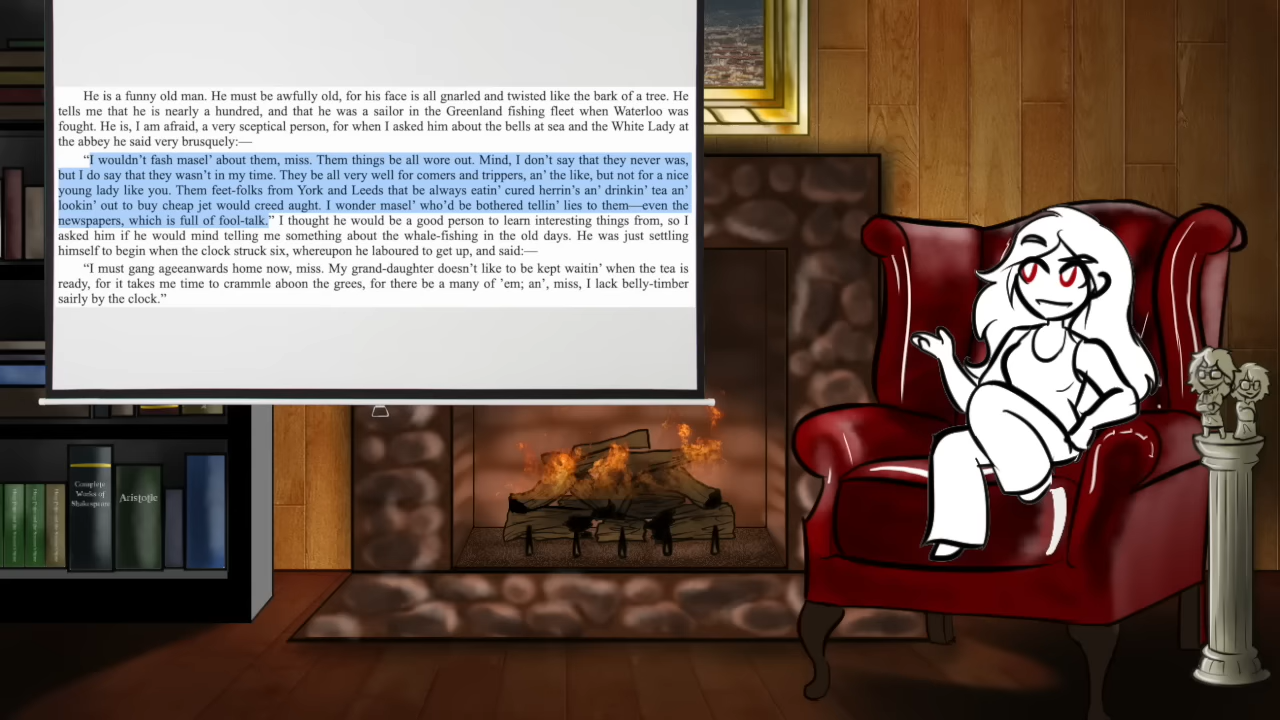 He is a funny old man. He must be awfully old, for his face is all gnarled and twisted like the bark of a tree. He
tells me that he is nearly a hundred, and that he was a sailor in the Greenland fishing fleet when Waterloo was
fought. He is, I am afraid, a very sceptical person, for when I asked him about the bells at sea and the White Lady at
the abbey he said very brusquely:—
“I wouldn’t fash masel’ about them, miss. Them things be all wore out. Mind, I don’t say that they never was,
but I do say that they wasn’t in my time. They be all very well for comers and trippers, an’ the like, but not for a nice
young lady like you. Them feet-folks from York and Leeds that be always eatin’ cured herrin’s an’ drinkin’ tea an’
lookin’ out to buy cheap jet would creed aught. I wonder masel’ who’d be bothered tellin’ lies to them—even the
newspapers, which is full of fool-talk.” I thought he would be a good person to learn interesting things from, so I
asked him if he would mind telling me something about the whale-fishing in the old days. He was just settling
himself to begin when the clock struck six, whereupon he laboured to get up, and said:—
“I must gang ageeanwards home now, miss. My grand-daughter doesn’t like to be kept waitin’ when the tea is
ready, for it takes me time to crammle aboon the grees, for there be a many of ’em; an’, miss, I lack belly-timber
sairly by the clock.”
Complete
Works of
Shakespeare
Aristotle